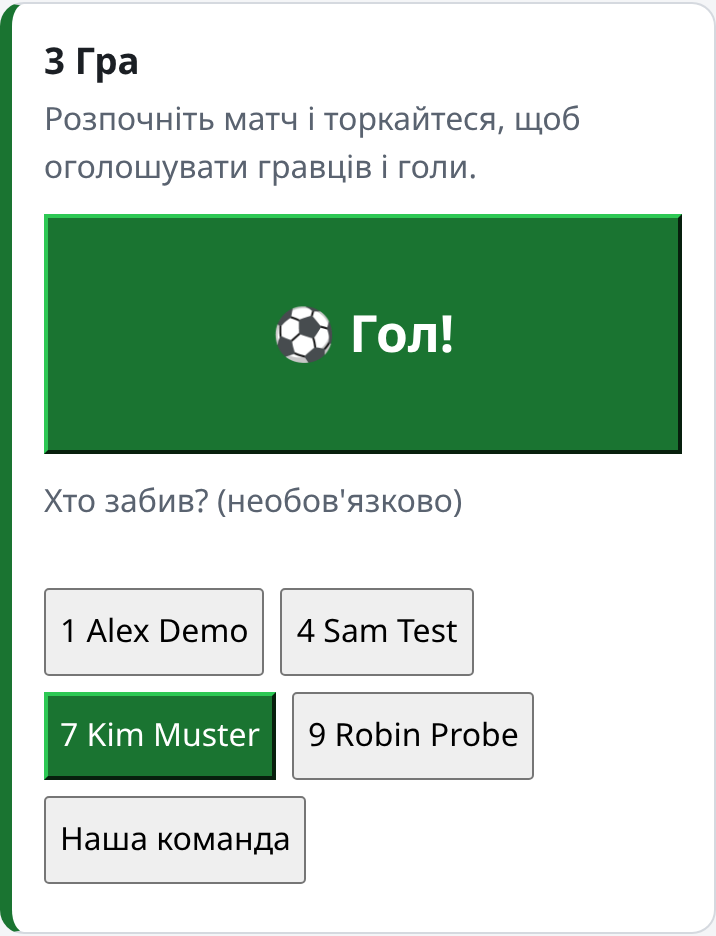 3 Гра
Розпочніть матч і торкайтеся, щоб
оголошувати гравців і голи.
⚽ Гол!
Хто забив? (необов'язково)
1 Alex Demo
4 Sam Test
7 Kim Muster
9 Robin Probe
Наша команда